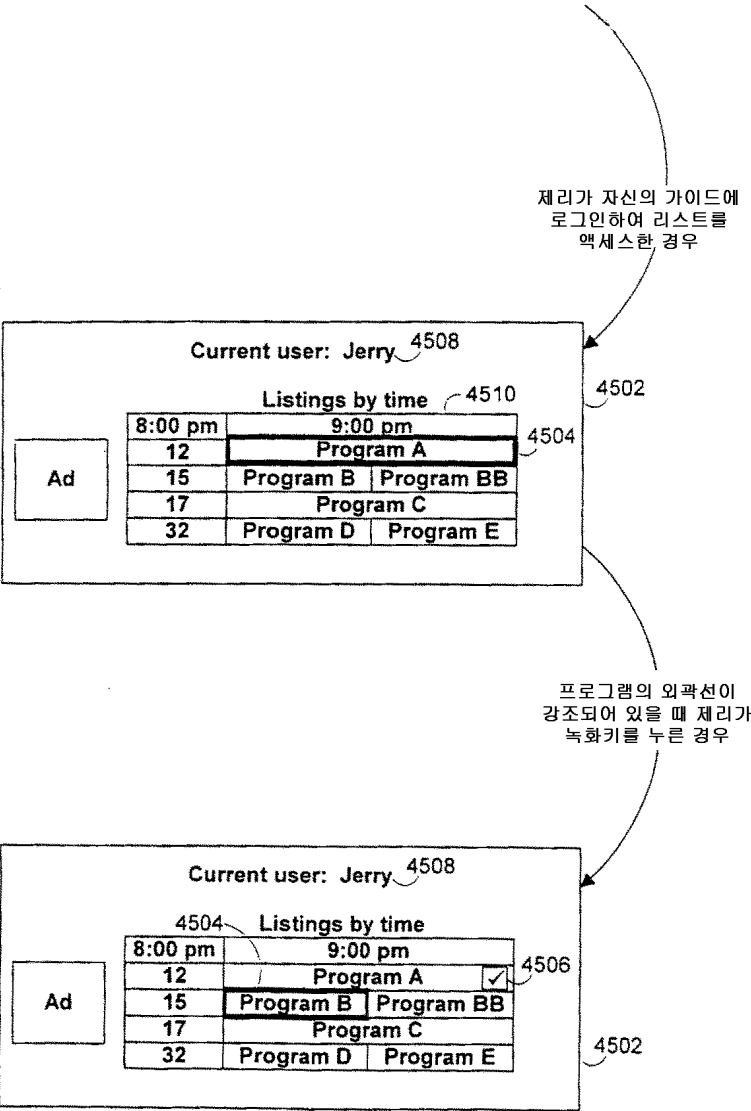 제리가 자신의 가이드에
로그인하여 리스트를
액세스한 경우
Current user: Jerry 4508
4502
Listings by time 4510
8:00 pm 9:00 pm
4504
12 Program A
Ad
15 Program B Program BB
17 Program C
32 Program D Program E
프로그램의 외곽선이
강조되어 있을 때 제리가
녹화키를 누른 경우
Current user: Jerry 4508
4504 Listings by time
8:00 pm 9:00 pm
12 Program A ✓ 4506
Ad
15 Program B Program BB
17 Program C
32 Program D Program E
4502